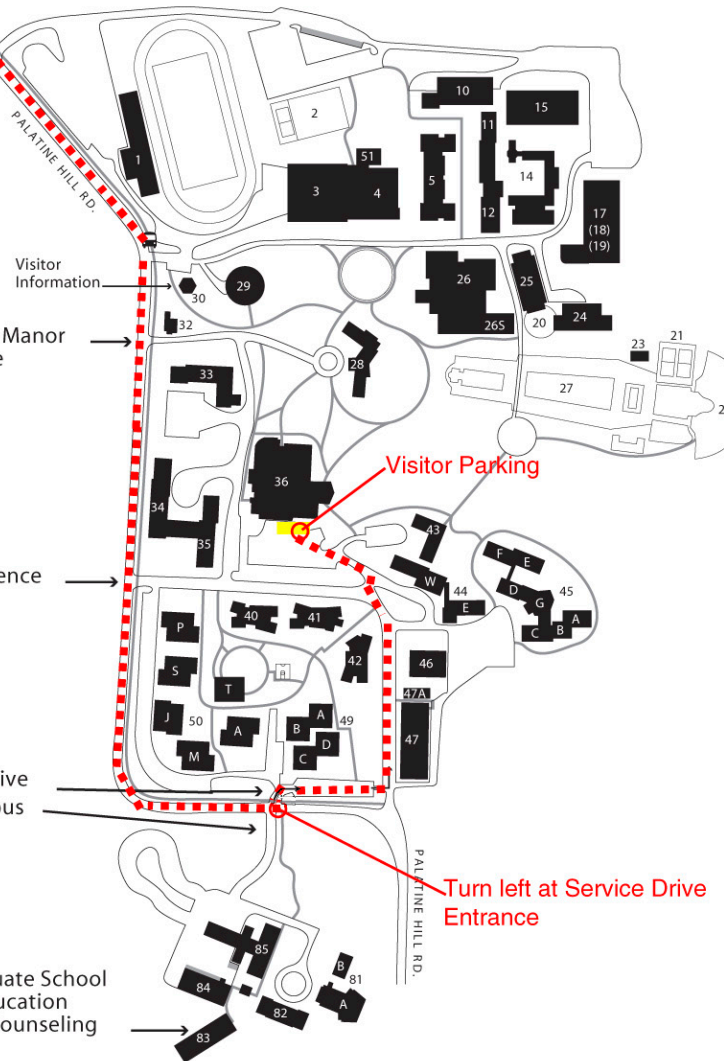 10
15
2
11
PALATINE HILL RD.
51
1
5
14
3
4
12
17
(18)
(19)
Visitor
Information
30
29
26
25
32
26S
20
24
Manor
21
23
28
33
27
2
36
Visitor Parking
34
35
43
F
E
W
44
D
45
E
G
A
B
C
40
41
P
42
S
46
T
47A
J
50
A
A
49
B
D
47
M
C
ive
ous
PALATINE HILL RD.
Turn left at Service Drive
Entrance
85
B
81
84
A
uate School
ucation
ounseling
82
83
ence
e